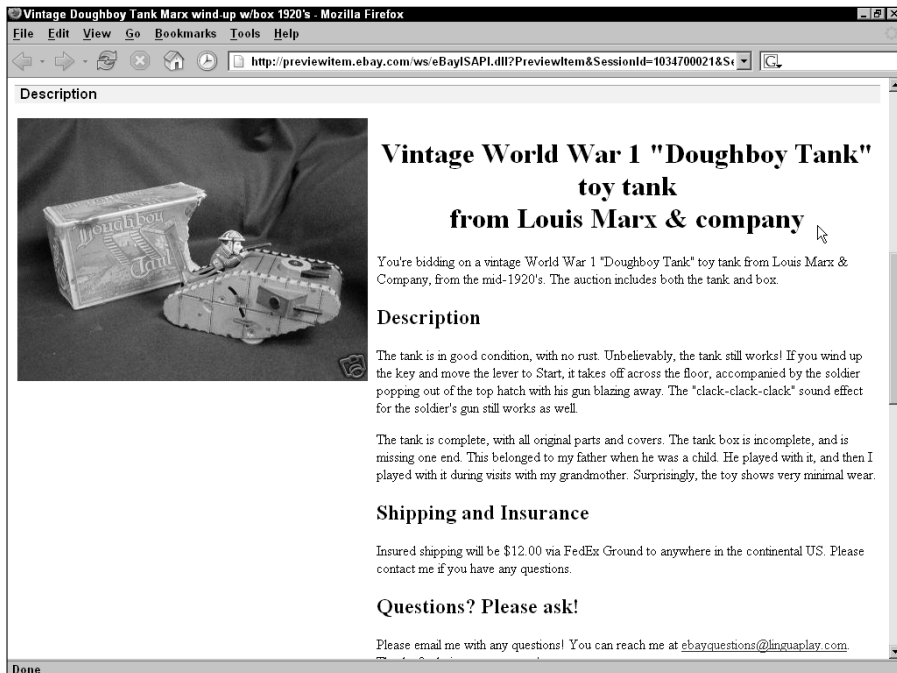 Vintage Doughboy Tank Marx wind-up w/box 1920's - Mozilla Firefox
File Edit View Go Bookmarks Tools Help
http://previewitem.ebay.com/ws/eBayISAPI.dll?PreviewItem&SessionId=1034700021&Se
G
Description
Doughboy
Tank
Vintage World War 1 "Doughboy Tank"
toy tank
from Louis Marx & company
You're bidding on a vintage World War 1 "Doughboy Tank" toy tank from Louis Marx &
Company, from the mid-1920's. The auction includes both the tank and box.
Description
The tank is in good condition, with no rust. Unbelievably, the tank still works! If you wind up
the key and move the lever to Start, it takes off across the floor, accompanied by the soldier
popping out of the top hatch with his gun blazing away. The "clack-clack-clack" sound effect
for the soldier's gun still works as well.
The tank is complete, with all original parts and covers. The tank box is incomplete, and is
missing one end. This belonged to my father when he was a child. He played with it, and then I
played with it during visits with my grandmother. Surprisingly, the toy shows very minimal wear.
Shipping and Insurance
Insured shipping will be $12.00 via FedEx Ground to anywhere in the continental US. Please
contact me if you have any questions.
Questions? Please ask!
Please email me with any questions! You can reach me at ebayquestions@linguaplay.com.
Done